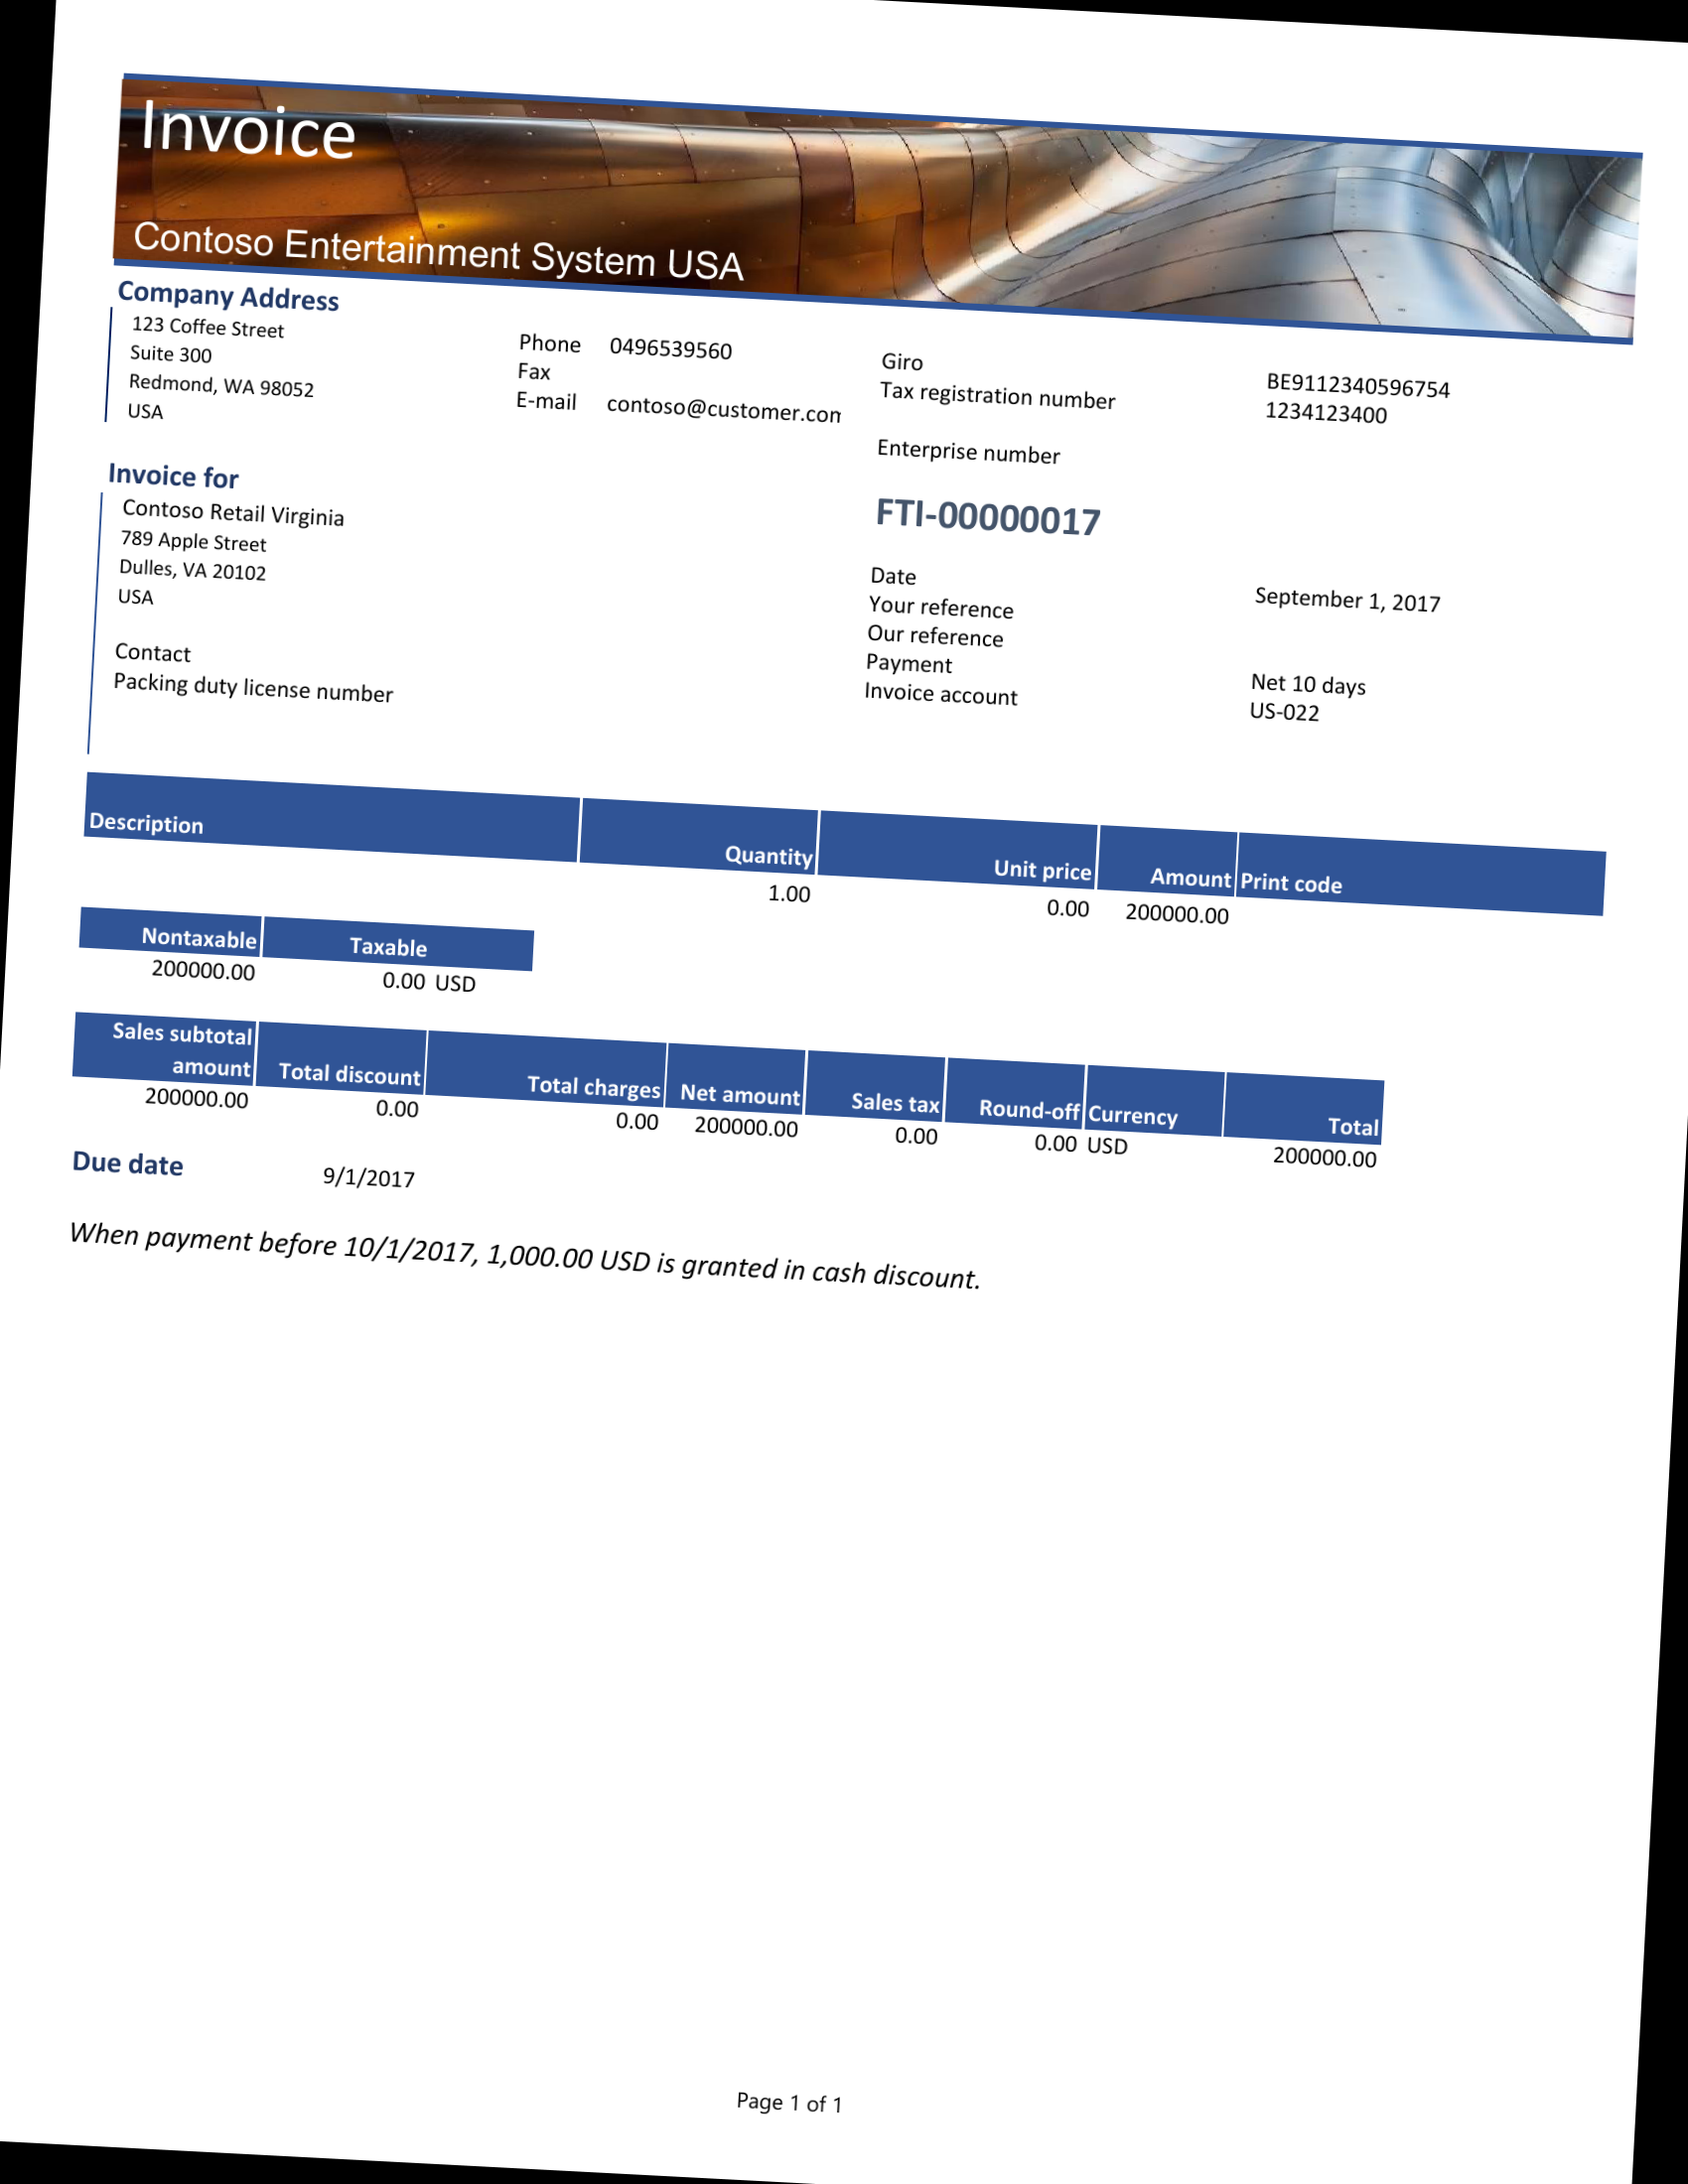 Invoice
Contoso Entertainment System USA
Company Address
123 Coffee Street
Suite 300
Redmond, WA 98052
USA
Phone 0496539560
Fax
E-mail contoso@customer.con
Giro BE9112340596754
Tax registration number 1234123400
Enterprise number
Invoice for
Contoso Retail Virginia
789 Apple Street
Dulles, VA 20102
USA
Contact
Packing duty license number
FTI-00000017
Date September 1, 2017
Your reference
Our reference
Payment Net 10 days
Invoice account US-022
Description Quantity Unit price Amount Print code
1.00 0.00 200000.00
Nontaxable Taxable
200000.00 0.00 USD
Sales subtotal amount Total discount Total charges Net amount Sales tax Round-off Currency Total
200000.00 0.00 0.00 200000.00 0.00 0.00 USD 200000.00
Due date 9/1/2017
When payment before 10/1/2017, 1,000.00 USD is granted in cash discount.
Page 1 of 1